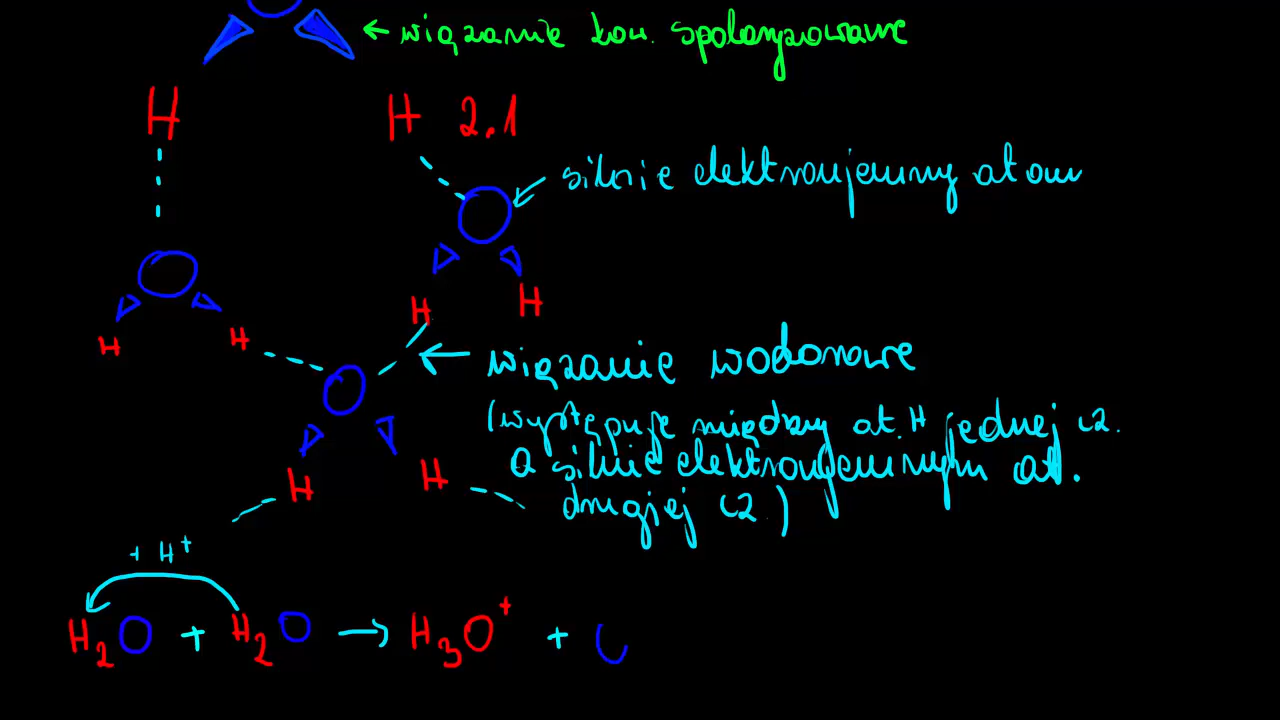 ← wiązanie kow. spolaryzowane
H
H 2.1
silnie elektroujemny atom
H
H
H
H
wiązanie wodorowe
(występuje między at. H jednej cz.
a silnie elektroujemnym at.
drugiej cz.)
H
H
+ H⁺
H₂O + H₂O → H₃O⁺ +